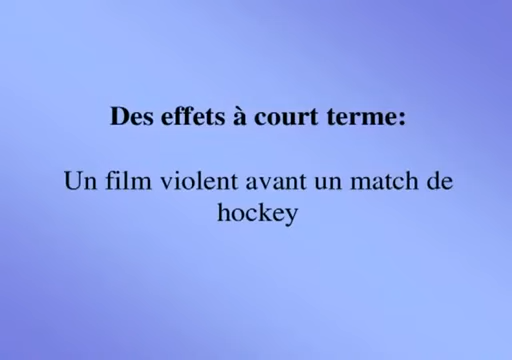 Des effets à court terme:
Un film violent avant un match de
hockey